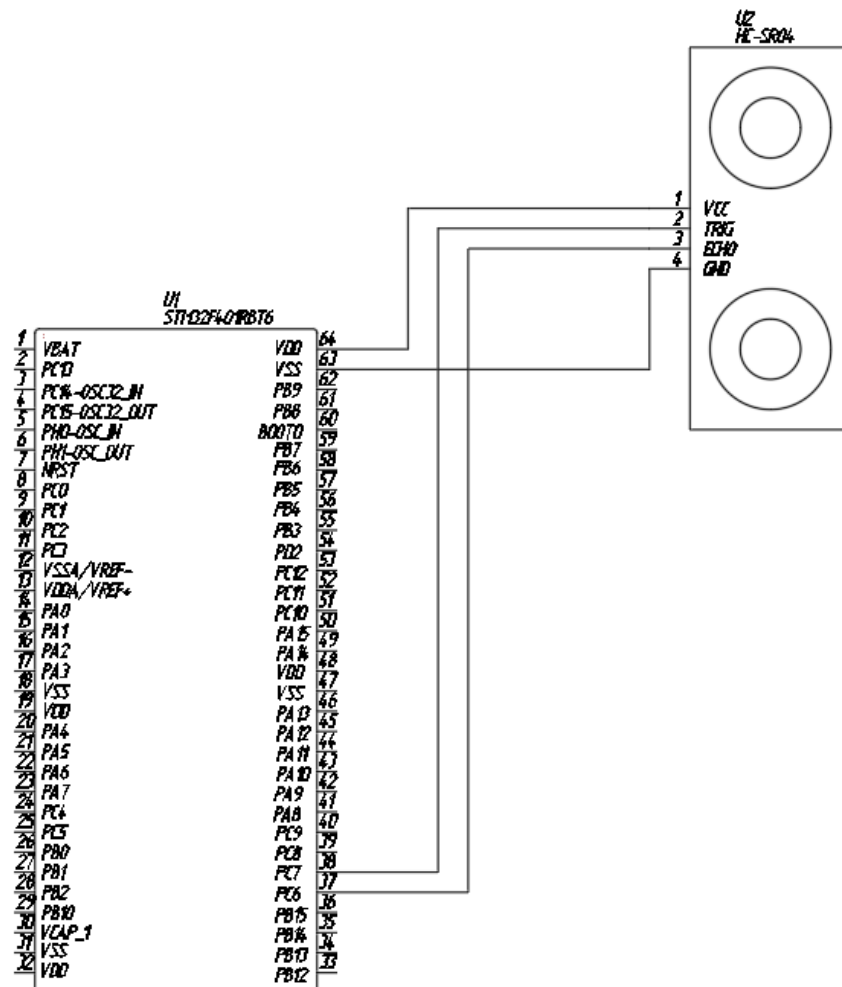 U2
HC-SR04
1 VCC
2 TRIG
3 ECHO
4 GND
U1
STM32F401RBT6
1 VBAT VDD 64
2 PC13 VSS 63
3 PC14-OSC32_IN PB9 62
4 PC15-OSC32_OUT PB8 61
5 PH0-OSC_IN BOOT0 60
6 PH1-OSC_OUT PB7 59
7 NRST PB6 58
8 PC0 PB5 57
9 PC1 PB4 56
10 PC2 PB3 55
11 PC3 PD2 54
12 VSSA/VREF- PC12 53
13 VDDA/VREF+ PC11 52
14 PA0 PC10 51
15 PA1 PA15 50
16 PA2 PA14 49
17 PA3 VDD 48
18 VSS VSS 47
19 VDD PA13 46
20 PA4 PA12 45
21 PA5 PA11 44
22 PA6 PA10 43
23 PA7 PA9 42
24 PC4 PA8 41
25 PC5 PC9 40
26 PB0 PC8 39
27 PB1 PC7 38
28 PB2 PC6 37
29 PB10 PB15 36
30 VCAP_1 PB14 35
31 VSS PB13 34
32 VDD PB12 33